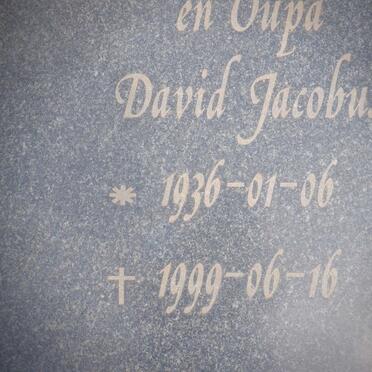 en Oupa
David Jacobus
* 1936-01-06
† 1999-06-16